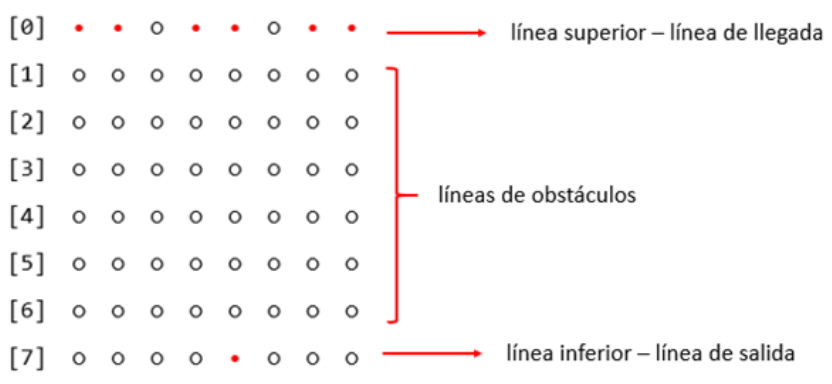 [0] línea superior – línea de llegada
[1]
[2]
[3]
[4]
líneas de obstáculos
[5]
[6]
[7] línea inferior – línea de salida